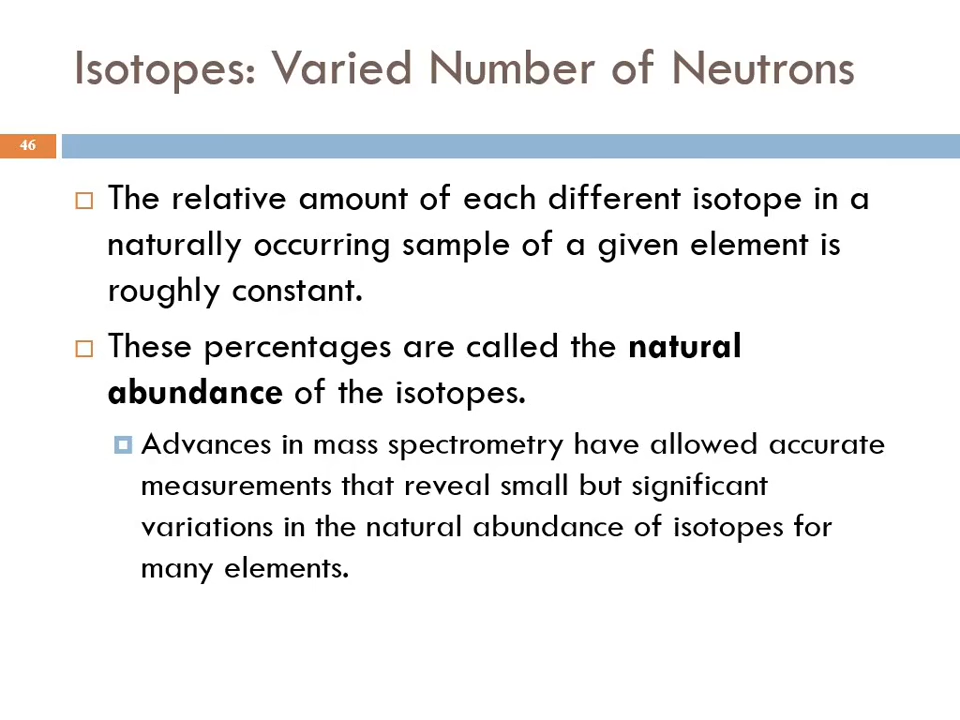 Isotopes: Varied Number of Neutrons
46
The relative amount of each different isotope in a
naturally occurring sample of a given element is
roughly constant.
These percentages are called the natural
abundance of the isotopes.
Advances in mass spectrometry have allowed accurate
measurements that reveal small but significant
variations in the natural abundance of isotopes for
many elements.